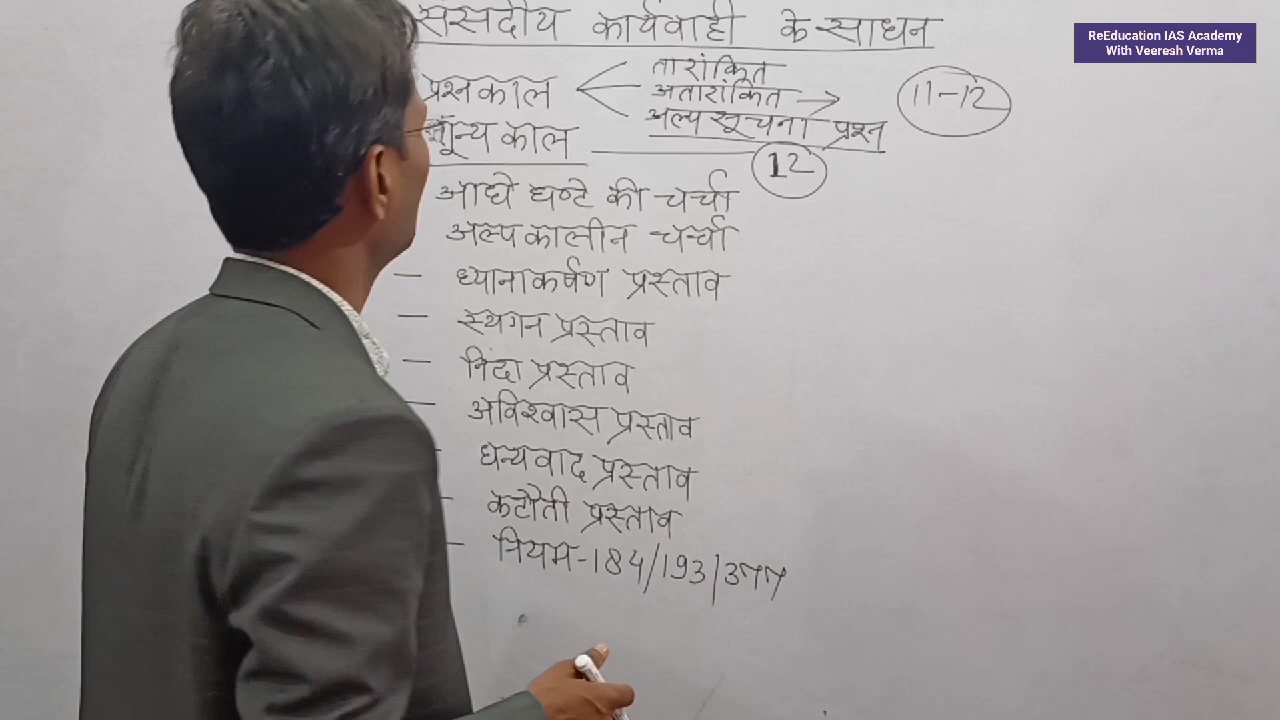 संसदीय कार्यवाही के साधन
ReEducation IAS Academy
With Veeresh Verma
प्रश्नकाल
तारांकित
अतारांकित
अल्पसूचना प्रश्न
11-12
शून्य काल
12
आधे घण्टे की चर्चा
अल्पकालीन चर्चा
- ध्यानाकर्षण प्रस्ताव
- स्थगन प्रस्ताव
- निंदा प्रस्ताव
- अविश्वास प्रस्ताव
- धन्यवाद प्रस्ताव
- कटौती प्रस्ताव
- नियम-184/193/377